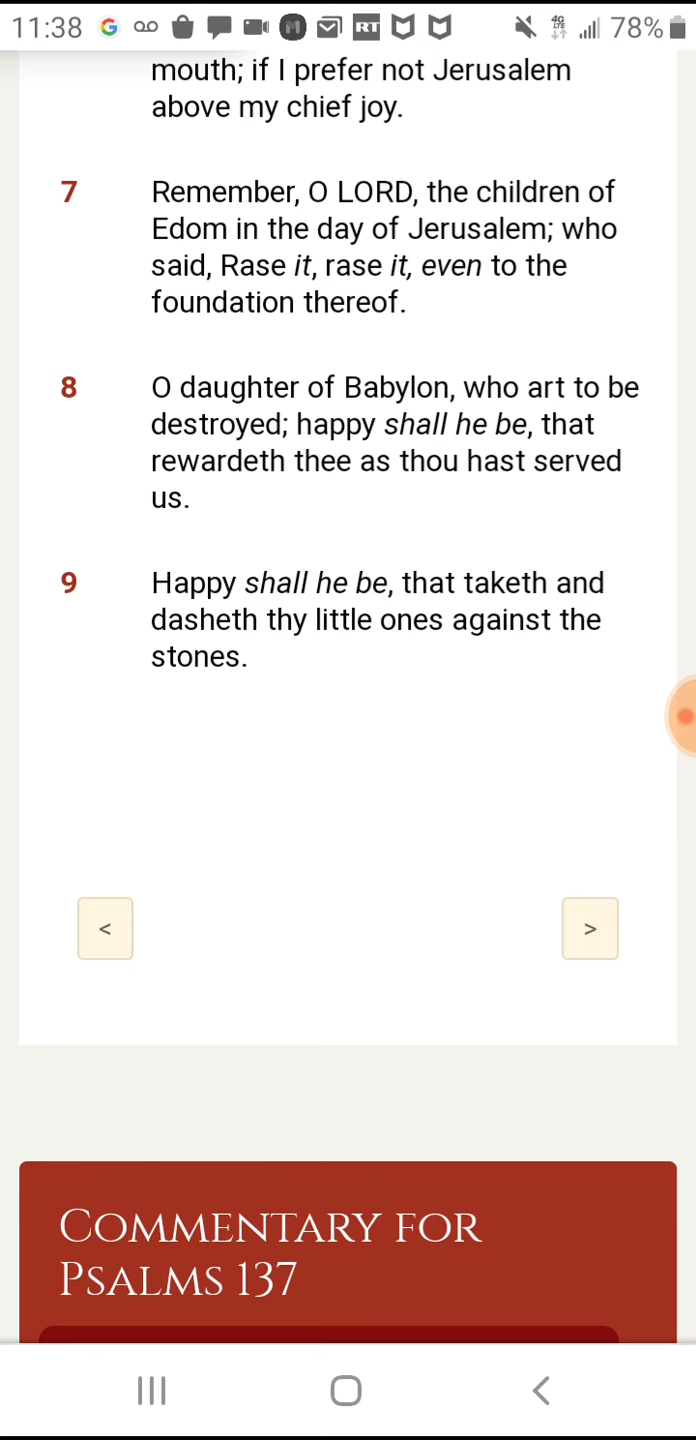 11:38
RT
4G
LTE
78%
mouth; if I prefer not Jerusalem
above my chief joy.
7 Remember, O LORD, the children of
Edom in the day of Jerusalem; who
said, Rase it, rase it, even to the
foundation thereof.
8 O daughter of Babylon, who art to be
destroyed; happy shall he be, that
rewardeth thee as thou hast served
us.
9 Happy shall he be, that taketh and
dasheth thy little ones against the
stones.
< >
Commentary for
Psalms 137